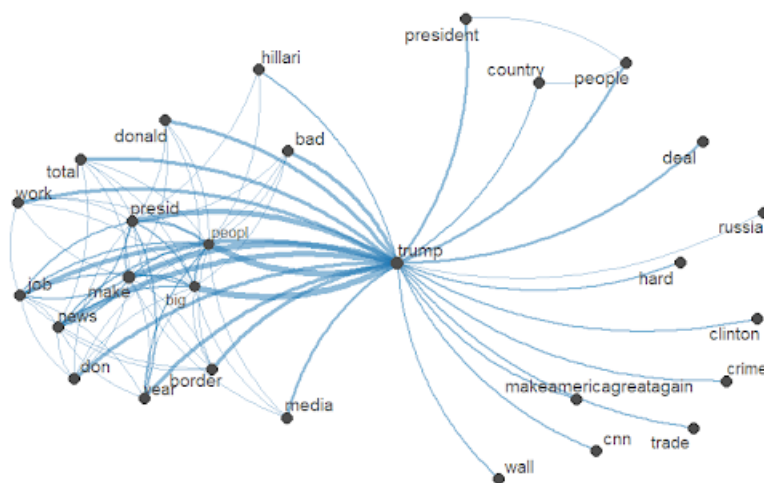 president
hillari
country
people
donald
bad
deal
total
work
presid
peopl
trump
russia
job
make
big
hard
news
clinton
don
year
border
crime
makeamericagreatagain
media
cnn
trade
wall